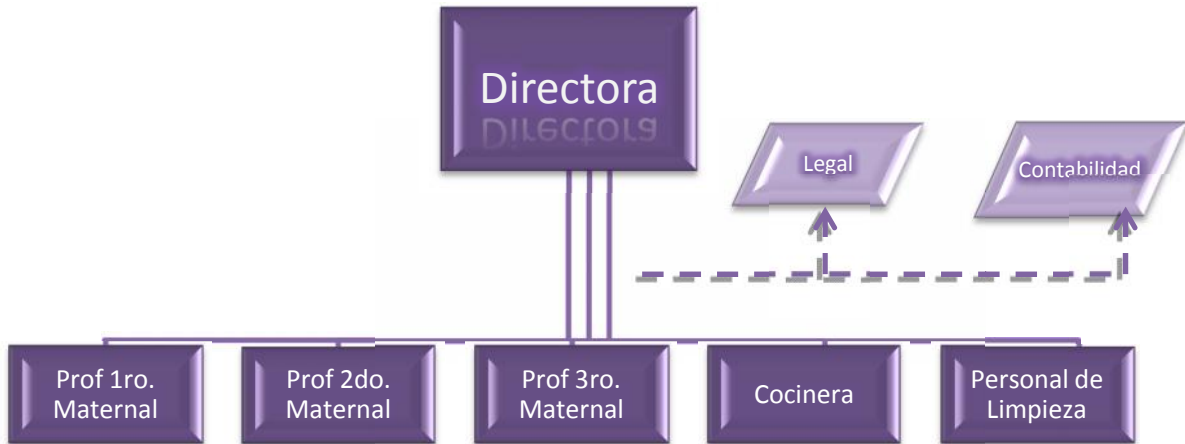 Directora
Legal
Contabilidad
Prof 1ro.
Maternal
Prof 2do.
Maternal
Prof 3ro.
Maternal
Cocinera
Personal de
Limpieza